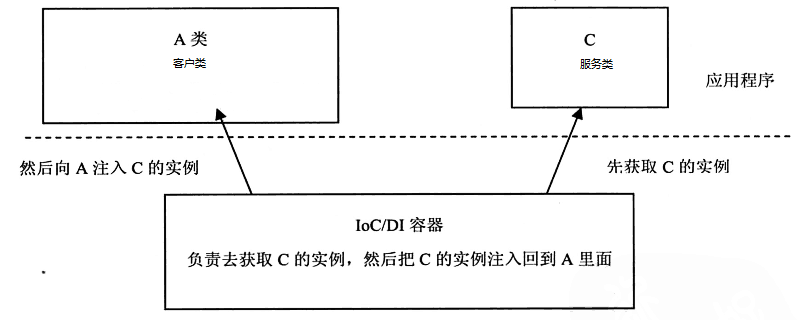 A 类
客户类
C
服务类
应用程序
然后向 A 注入 C 的实例
先获取 C 的实例
IoC/DI 容器
负责去获取 C 的实例，然后把 C 的实例注入回到 A 里面